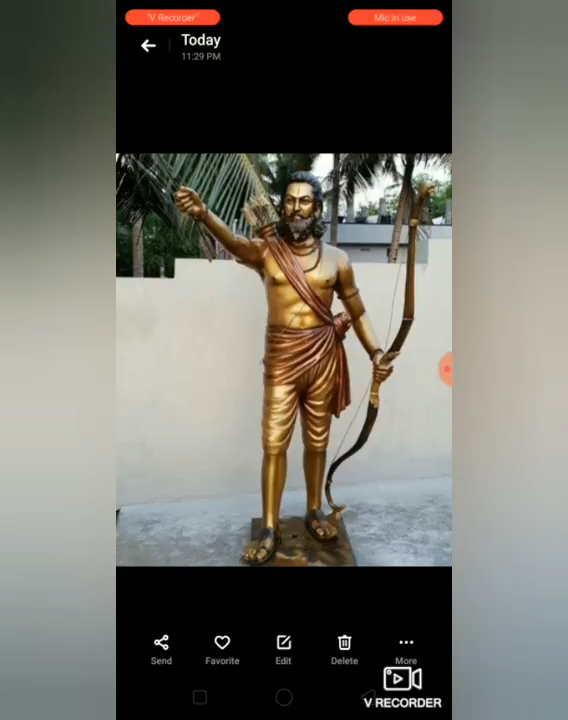 "V Recorder"
Mic in use
Today
11:29 PM
Send
Favorite
Edit
Delete
More
V RECORDER